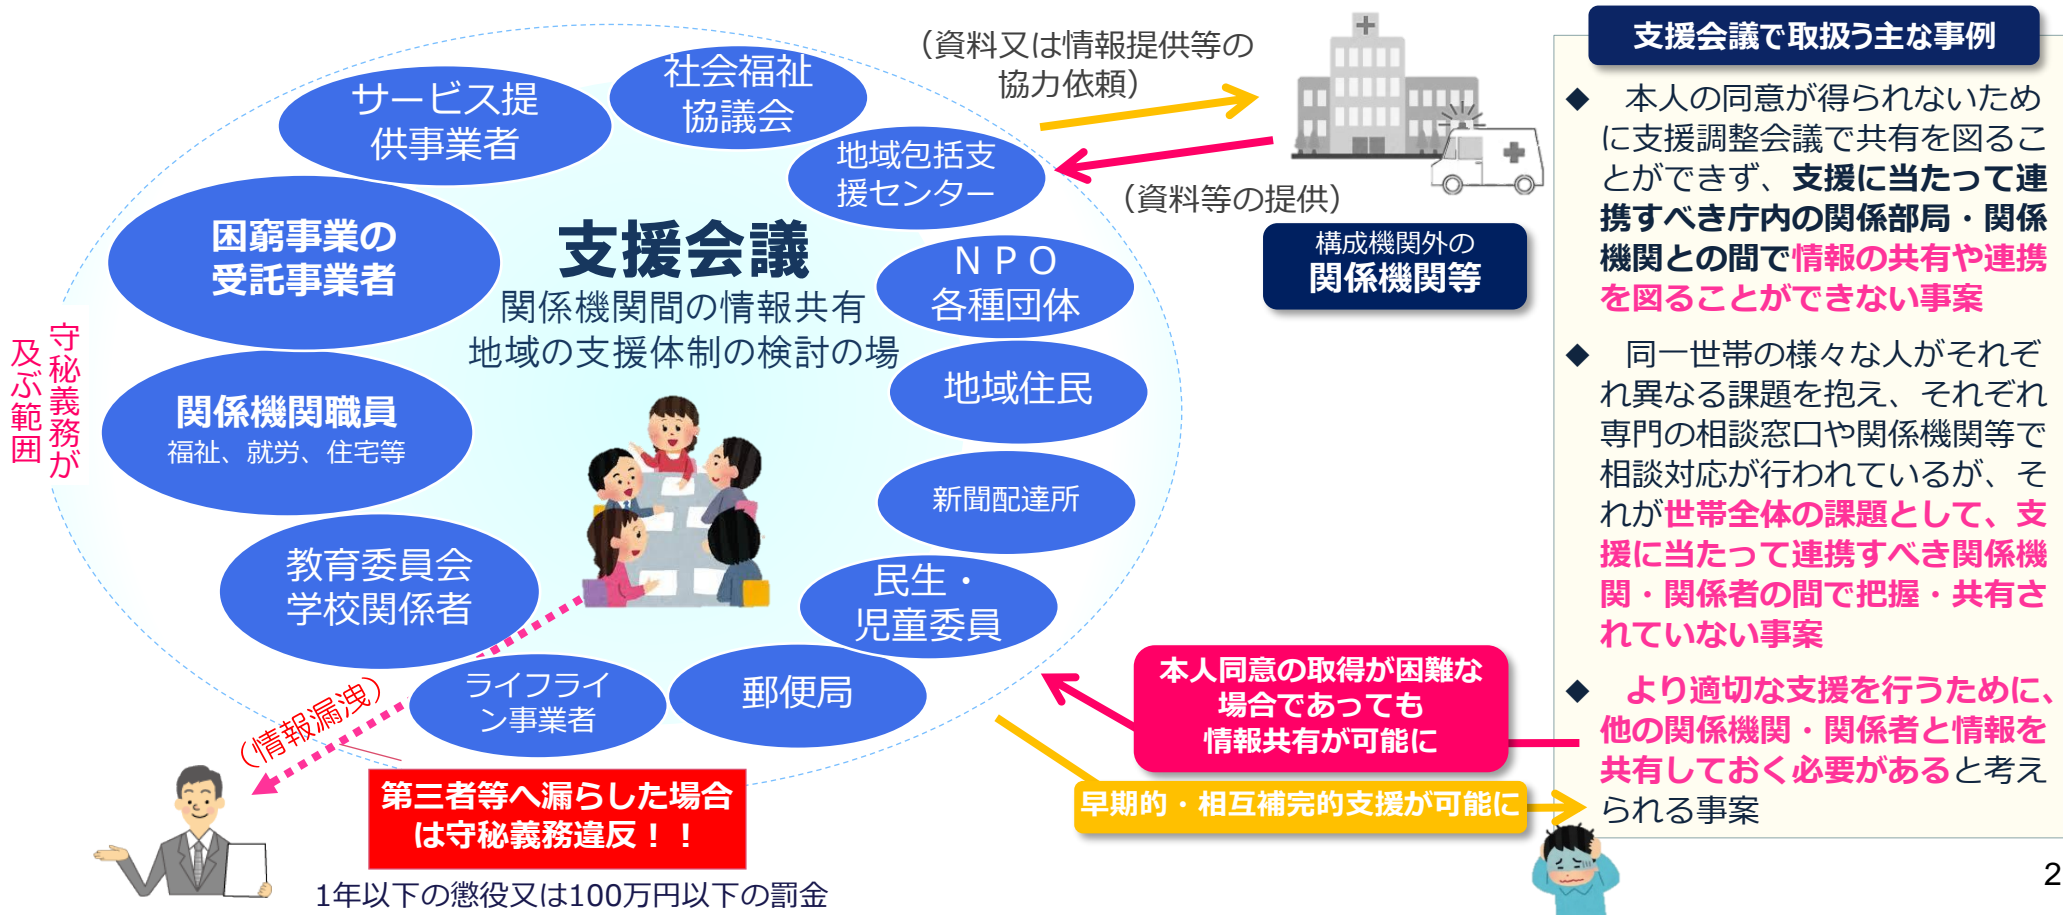 サービス提
供事業者
社会福祉
協議会
地域包括支
援センター
困窮事業の
受託事業者
支援会議
関係機関間の情報共有
地域の支援体制の検討の場
ＮＰＯ
各種団体
地域住民
関係機関職員
福祉、就労、住宅等
新聞配達所
教育委員会
学校関係者
民生・
児童委員
ライフライ
ン事業者
郵便局
守秘義務が
及ぶ範囲
（資料又は情報提供等の
協力依頼）
（資料等の提供）
構成機関外の
関係機関等
（情報漏洩）
第三者等へ漏らした場合
は守秘義務違反！！
1年以下の懲役又は100万円以下の罰金
本人同意の取得が困難な
場合であっても
情報共有が可能に
早期的・相互補完的支援が可能に
支援会議で取扱う主な事例
◆　本人の同意が得られないため
に支援調整会議で共有を図るこ
とができず、支援に当たって連
携すべき庁内の関係部局・関係
機関との間で情報の共有や連携
を図ることができない事案
◆　同一世帯の様々な人がそれぞ
れ異なる課題を抱え、それぞれ
専門の相談窓口や関係機関等で
相談対応が行われているが、そ
れが世帯全体の課題として、支
援に当たって連携すべき関係機
関・関係者の間で把握・共有さ
れていない事案
◆　より適切な支援を行うために、
他の関係機関・関係者と情報を
共有しておく必要があると考え
られる事案
2